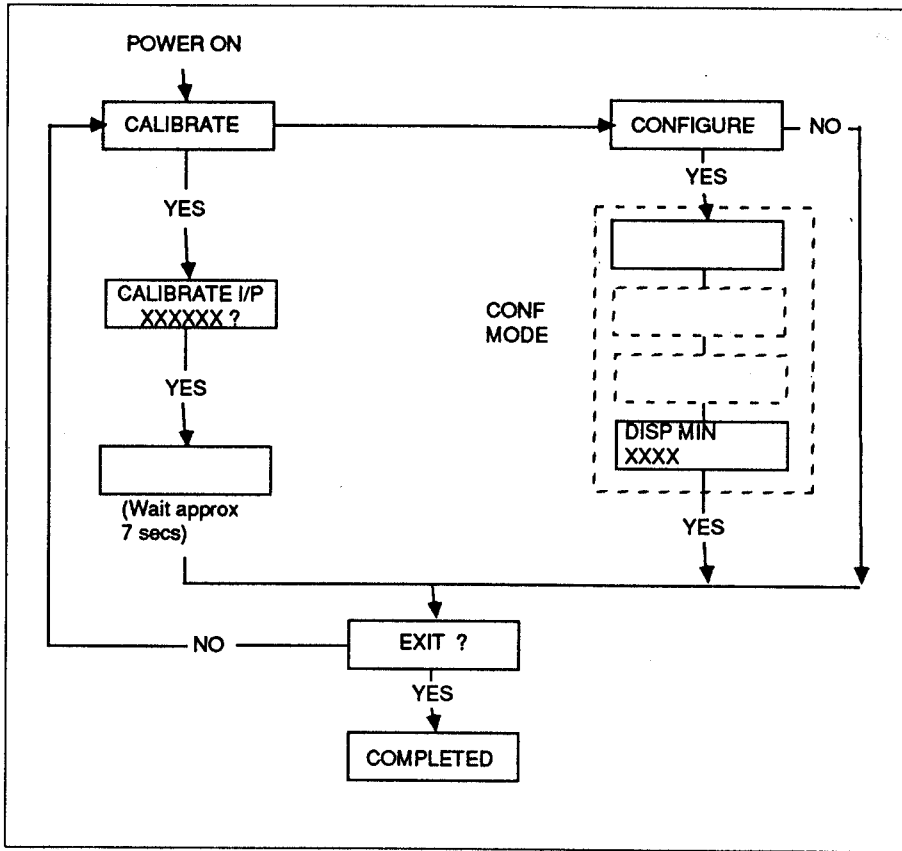 POWER ON
CALIBRATE
CONFIGURE
NO
YES
YES
CALIBRATE I/P
XXXXXX ?
CONF
MODE
YES
DISP MIN
XXXX
(Wait approx
7 secs)
YES
NO
EXIT ?
YES
COMPLETED